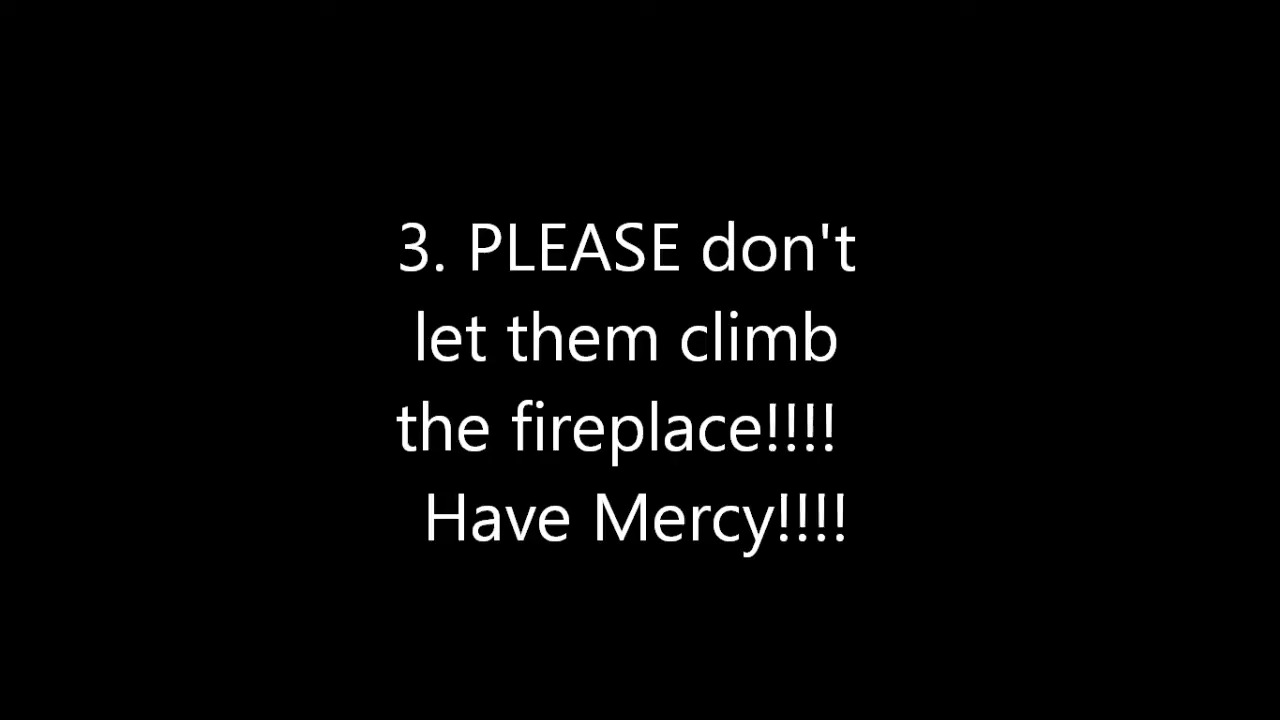 3. PLEASE don't
let them climb
the fireplace!!!!
Have Mercy!!!!